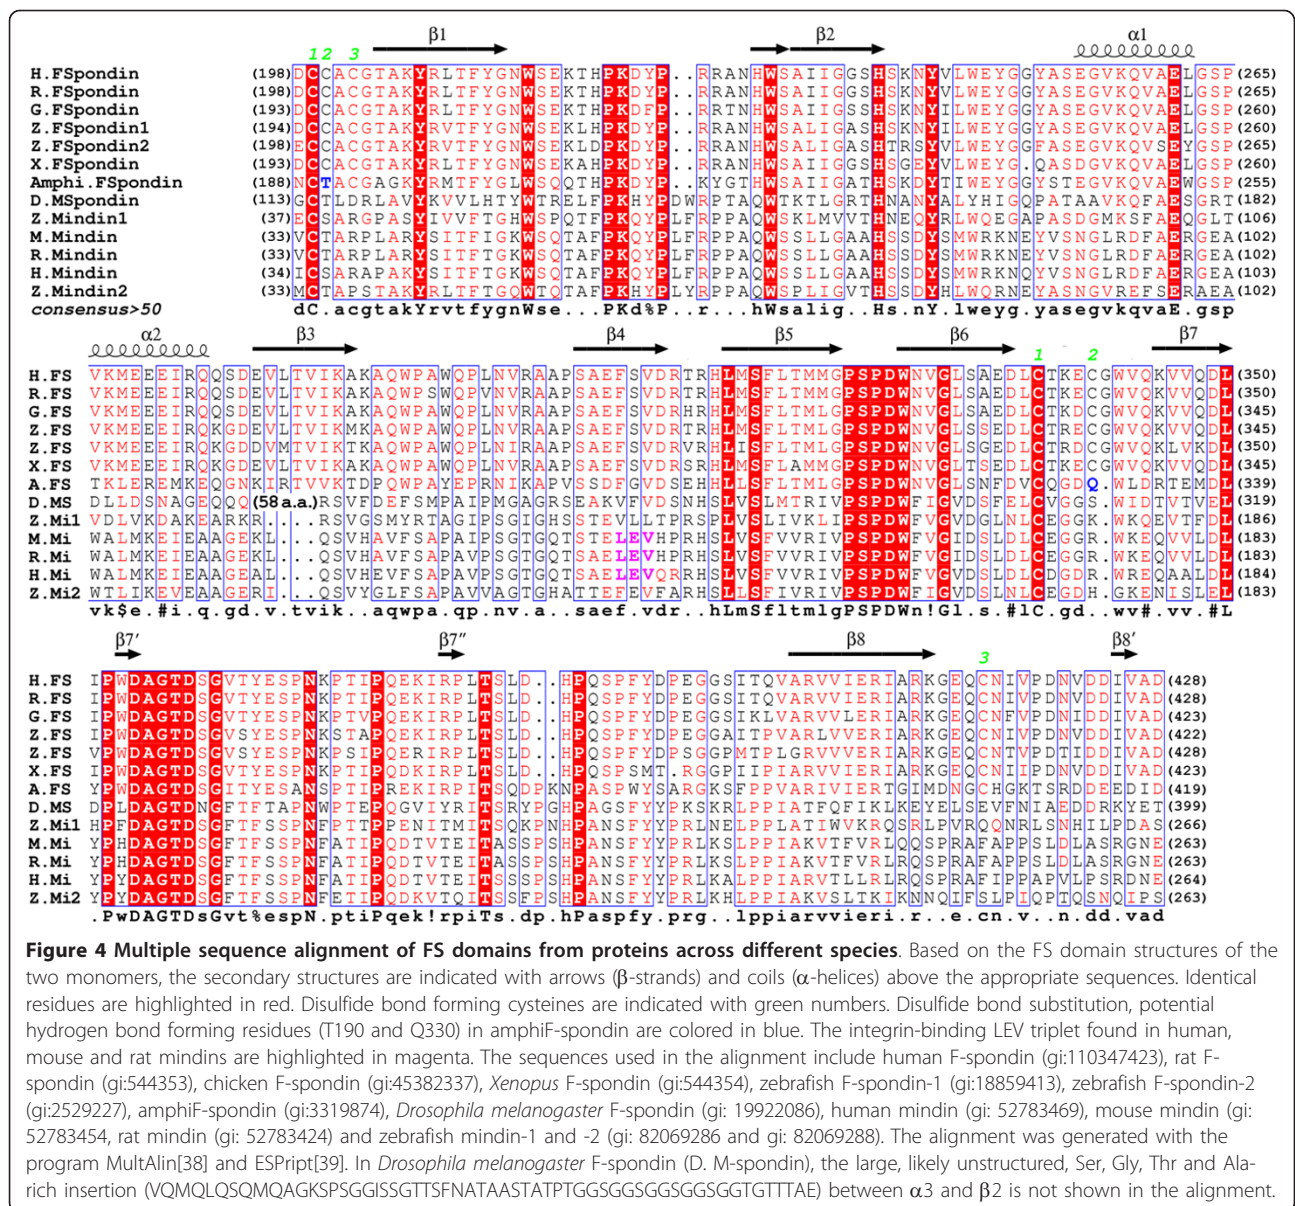 1 2 3 β1 β2 α1
H.FSpondin (198) DCCACGTAKYRLTFYGNWSEKTHPKDYP..RRANHWSAIIGGSHSKNYVLWEYGGYASEGVKQVAELGSP (265)
R.FSpondin (198) DCCACGTAKYRLTFYGNWSEKTHPKDYP..RRANHWSAIIGGSHSKNYVLWEYGGYASEGVKQVAELGSP (265)
G.FSpondin (193) DCCACGTAKYRLTFYGNWSEKTHPKDFP..RRTNHWSAIIGGSHSKNYILWEYGGYASEGVKQVAELGSP (260)
Z.FSpondin1 (194) DCCACGTAKYRVTFYGNWSEKLHPKDYP..RRANHWSALIGASHSKNYILWEYGGYASEGVKQVAELGSP (260)
Z.FSpondin2 (198) ECCACGTAKYRVTFYGNWSEKLDPKDYP..RRANHWSALIGASHTRSYVLWEYGGYASEGVKQVSEYGSP (265)
X.FSpondin (193) DCCACGTAKYRLTFYGNWSEKAHPKDYP..RRANHWSAIIGGSHSGEYVLWEYG.QASDGVKQVAELGSP (260)
Amphi.FSpondin (188) NCTACGAGKYRMTFYGLWSQQTHPKDYP..KYGTHWSAIIGATHSKDYTIWEYGGYSTEGVKQVAEWGSP (255)
D.MSpondin (113) GCTLDRLAVYKVVLHTYWTRELFPKHYPDWRPTAQWTKTLGRTHNANYALYHIGQPATAAVKQFAESGRT (182)
Z.Mindin1 (37) ECSARGPASYIVVFTGHWSPQTFPKQYPLFRPPAQWSKLMVVTHNEQYRLWQEGAPASDGMKSFAEQGLT (106)
M.Mindin (33) VCTARPLARYSITFIGKWSQTAFPKQYPLFRPPAQWSSLLGAAHSSDYSMWRKNEYVSNGLRDFAERGEA (102)
R.Mindin (33) VCTARPLARYSITFTGKWSQTAFPKQYPLFRPPAQWSSLLGAAHSSDYSMWRKNEYVSNGLRDFAERGEA (102)
H.Mindin (34) ICSARAPAKYSITFTGKWSQTAFPKQYPLFRPPAQWSSLLGAAHSSDYSMWRKNQYVSNGLRDFAERGEA (103)
Z.Mindin2 (33) MCTAPSTAKYSITFTGQWTQTAFPKHYPLYRPPAQWSPLIGVTHSSDYHLWQRNEYVSNGVREFSERAEA (102)
consensus>50 dC.acgtakYrvtfygnWse...PKd%P..r...hWsaiig..Hs.nY.lweyg.yasegvkqvaE.gsp
α2 β3 β4 β5 β6 1 2 β7
H.FS VKMEEEIRQQSDEVLTVIKAKAQWPAWQPLNVRAAPSAEFSVDRTRHLMSFLTMMGPSPDWNVGLSAEDLCTKECGWVQKVVQDL (350)
R.FS VKMEEEIRQQSDEVLTVIKAKAQWPSWQPVNVRAAPSAEFSVDRTRHLMSFLTMMGPSPDWNVGLSAEDLCTKECGWVQKVVQDL (350)
G.FS VKMEEEIRQQSDEVLTVIKAKAQWPAWQPLNVRAAPSAEFSVDRHRHLMSFLTMMGPSPDWNVGLSAEDLCTKECGWVQKVVQDL (345)
Z.FS VKMEEEIRQKGDEVLTVIKMKAQWPAWQPLNVRAAPSAEFSVDRVRHLMSFLTMLGPSPDWNVGLSAEDLCTRECGWVQKVVQDL (345)
Z.FS VKMEEEIRQKGDDVMTVIKTKAQWPAWQPLNIRAAPSAEFSVDRVRHLISFLTMLGPSPDWNVGLSGEDLCTKDCGWVQKLVKDL (350)
X.FS VKMEEEIRQKGDEVLTVIKAKAQWPAWQPLNVRAAPSAEFSVDRSRHLMSFLAMMGPSPDWNVGLSSEDLCTKECGWVQKVVQDL (345)
A.FS TKLEREMKQEGNKIRTVVKTDAQWPAYEPRNIKAPVSSDFSVDRDRHLISFLTMLGPSPDWNVGVSSEDVCVQGDQ.WLDRTEMDL (339)
D.MS DLLDSNAGEQQQ(58 a.a.)RSVFDEFSMPAIPMGAGRSEAKVFVDSNHSLVSLMTRIVPSPDWFIGVDSFELCVGGS.WIDTVTVEL (319)
Z.Mi1 VDLVKDAKEARKR...RSVGSMYRTAGIPSGIGHSSTEVLLTPRSPLVSLIVKLIPSPDWFVGVDGLNLCEGGK.WKQEVTFDL (186)
M.Mi WALMKEIEAAGEKL...QSVHAVFSAPAVPSGTGQTSTELEVHPRHSLVSFVVRIVPSPDWFVGIDSLDLCEGGR.WKEQVVLDL (183)
R.Mi WALMKEIEAAGEKL...QSVHAVFSAPAVPSGTGQTSTELEVHPRHSLVSFVVRIVPSPDWFVGIDSLDLCEGGR.WKEQVVLDL (183)
H.Mi WALMKEIEAAGEAL...QSVHEVFSAPAVPSGTGQTSAELEVQRRHSLVSFVVRIVPSPDWFVGVDSLDLCDGDR.WREQAALDL (184)
Z.Mi2 WTLIKEVEAAGERI...QSVYGLFSAPAVVAGTGHATTEFEVFARHSLLSFIVRIVPSPDWFVGVDSLNLCEGDH.GKENISLEL (183)
vk$e.#i.q.gd.v.tvik..aqwpa.qp.nv.a..saef.vdr..hLmSfltmlgPSPDWn!Gl.s.#lC.gd..wv#.vv.#L
β7′ β7″ β8 3 β8′
H.FS IPWDAGTDSGVTYESPNKPTIPQEKIRPLTSLD..HPQSPFYDPEGGSITQVARVVIERIARKGEQCNIVPDNVDDIVAD (428)
R.FS IPWDAGTDSGVTYESPNKPTIPQEKIRPLTSLD..HPQSPFYDPEGGSITQVARVVIERIARKGEQCNIVPDNVDDIVAD (428)
G.FS IPWDAGTDSGVTYESPNKPTVPQEKIRPLTSLD..HPQSPFYDPEGGSIKLVARVVLERIARKGEQCNFVPDNIDDIVAD (423)
Z.FS IPWDAGTDSGVSYESPNKSTAPQEKIRPLTSLD..HPQSPFYDPEGGAITPVARLVVERIARKGEQCNIVPDNVDDIVAD (422)
Z.FS VPWDAGTDSGVTYESPNKPSIPQERIRPLTSLD..HPQSPFYDPSGGPMTPLGRVVVERIARKGEQCNTVPDTIDDIVAD (428)
X.FS IPWDAGTDSGVTYESPNKPTIPQDKIRPLTSLD..HPQSPSMT.RGGPIIPIARVVIERIARKGEQCNIIPDNVDDIVAD (423)
A.FS YPWDAGTDSGITYESANSPTIPREKIRPLTSQDPKNPASPWYSARGKSFPPVARIVIERTGIMDNGCHGKTSDEEDID (419)
D.MS DPLDAGTDNGFTFTAPNWPTEPQGVIYRITSRYPGHPAGSFYYPKSKRLPPIATFQFIKLKEYELSEVFNIAEDDRKYET (399)
Z.Mi1 HPFDAGTDSGFTFSSPNFPTIPPENITMITSQKPNHPANSFYYPRLNELPPLATIWVKRQSRLPVRQQNRLSNHILPDAS (266)
M.Mi YPHDAGTDSGFTFSSPNFATIPQDTVTEITASSPSHPANSFYYPRLKSLPPIAKVTFVRLQQSPRAFAPPSLDLASRGNE (263)
R.Mi YPYDAGTDSGFTFSSPNFATIPQDTVTEITASSPSHPANSFYYPRLKSLPPIAKVTFVRLRQSPRAFAPPSLDLASRGNE (263)
H.Mi YPYDAGTDSGFTFSSPNFATIPQDTVTEITSSSPSHPANSFYYPRLKALPPIARVTLLRLRQSPRAFIPPAPVLPSRDNE (264)
Z.Mi2 YPYDAGTDSGFTFSSPNFETIPQDKVTQITSSFPSHPANSFYYPRLKHLPPIAKVSLTKIKNNQIFSLPIQPTQSNQIPS (263)
.PwDAGTDsGvt%espN.ptiPqek!rpiTs.dp.hPaspfy.prg..lppiarvvieri.r..e.cn.v..n.dd.vad
Figure 4 Multiple sequence alignment of FS domains from proteins across different species. Based on the FS domain structures of the
two monomers, the secondary structures are indicated with arrows (β-strands) and coils (α-helices) above the appropriate sequences. Identical
residues are highlighted in red. Disulfide bond forming cysteines are indicated with green numbers. Disulfide bond substitution, potential
hydrogen bond forming residues (T190 and Q330) in amphiF-spondin are colored in blue. The integrin-binding LEV triplet found in human,
mouse and rat mindins are highlighted in magenta. The sequences used in the alignment include human F-spondin (gi:110347423), rat F-
spondin (gi:544353), chicken F-spondin (gi:45382337), Xenopus F-spondin (gi:544354), zebrafish F-spondin-1 (gi:18859413), zebrafish F-spondin-2
(gi:2529227), amphiF-spondin (gi:3319874), Drosophila melanogaster F-spondin (gi: 19922086), human mindin (gi: 52783469), mouse mindin (gi:
52783454, rat mindin (gi: 52783424) and zebrafish mindin-1 and -2 (gi: 82069286 and gi: 82069288). The alignment was generated with the
program MultAlin[38] and ESPript[39]. In Drosophila melanogaster F-spondin (D. M-spondin), the large, likely unstructured, Ser, Gly, Thr and Ala-
rich insertion (VQMQLQSQMQAGKSPSGGISSGTTSFNATAASTATPTGGSGGSGGSGGSGGTGTTTAE) between α3 and β2 is not shown in the alignment.